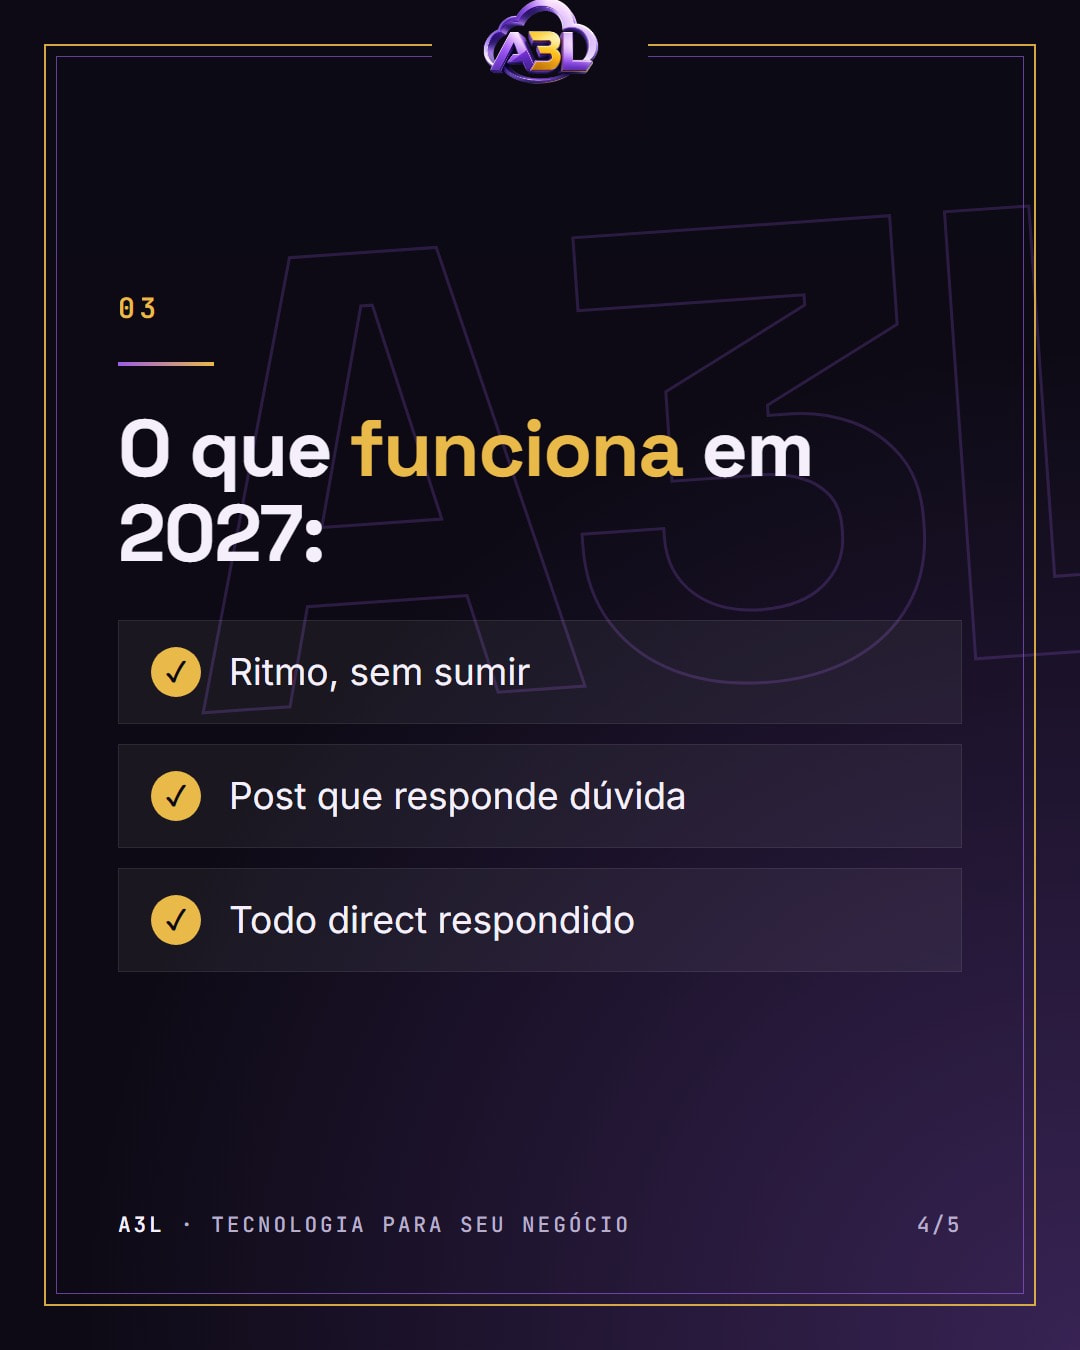 A3L
03
O que funciona em
2027:
✓ Ritmo, sem sumir
✓ Post que responde dúvida
✓ Todo direct respondido
A3L · TECNOLOGIA PARA SEU NEGÓCIO 4/5
A3L